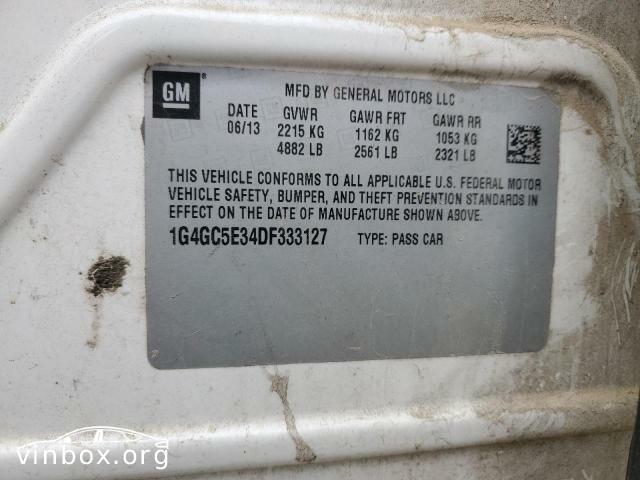 GM ® MFD BY GENERAL MOTORS LLC
DATE GVWR GAWR FRT GAWR RR
06/13 2215 KG 1162 KG 1053 KG
4882 LB 2561 LB 2321 LB
THIS VEHICLE CONFORMS TO ALL APPLICABLE U.S. FEDERAL MOTOR
VEHICLE SAFETY, BUMPER, AND THEFT PREVENTION STANDARDS IN
EFFECT ON THE DATE OF MANUFACTURE SHOWN ABOVE.
1G4GC5E34DF333127 TYPE: PASS CAR
vinbox.org